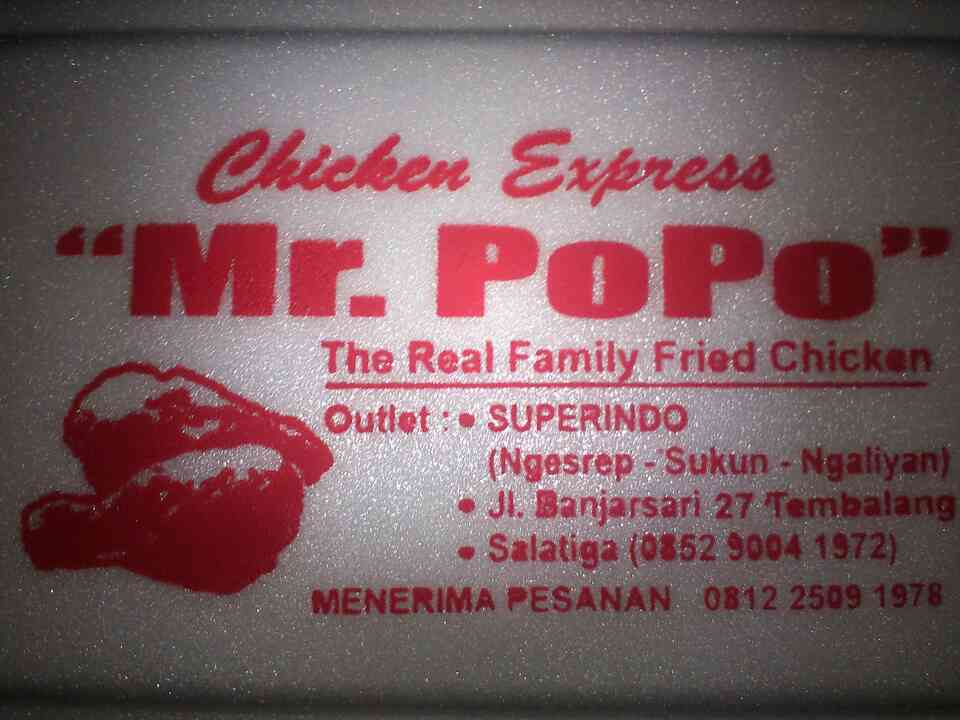 Chicken Express
“Mr. PoPo”
The Real Family Fried Chicken
Outlet : • SUPERINDO
(Ngesrep - Sukun - Ngaliyan)
• Jl. Banjarsari 27 Tembalang
• Salatiga (0852 9004 1972)
MENERIMA PESANAN 0812 2509 1978